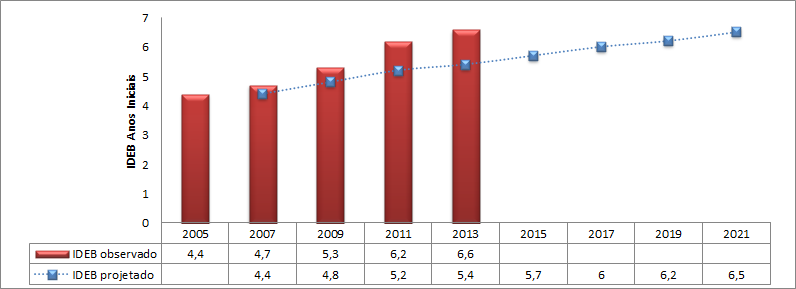 7
6
5
4
3
2
1
0
IDEB Anos Iniciais
2005 2007 2009 2011 2013 2015 2017 2019 2021
IDEB observado 4,4 4,7 5,3 6,2 6,6
IDEB projetado 4,4 4,8 5,2 5,4 5,7 6 6,2 6,5